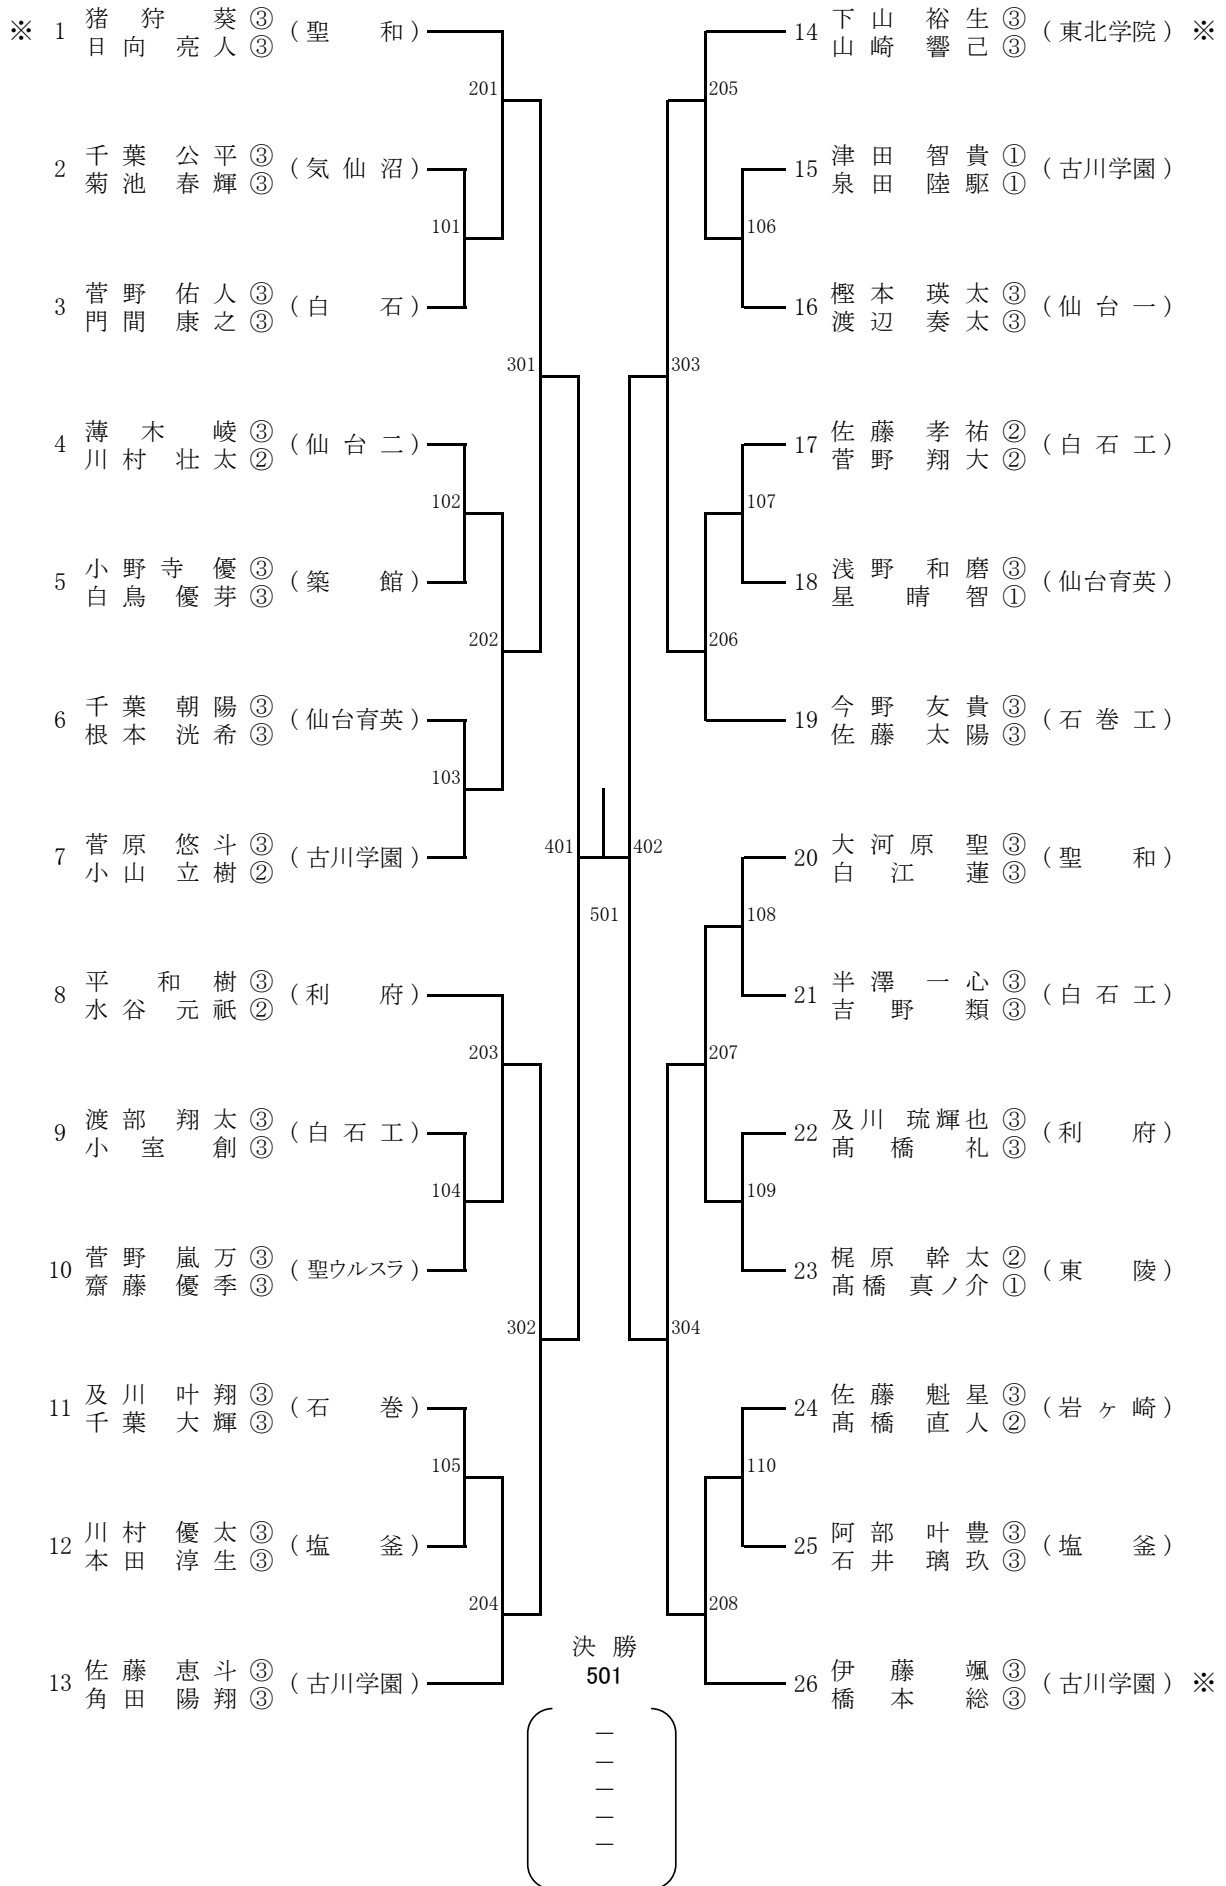 ※ 1 猪狩 葵 ③ (聖 和)
日向 亮人 ③
201
2 千葉 公平 ③ (気仙沼)
菊池 春輝 ③
101
3 菅野 佑人 ③ (白 石)
門間 康之 ③
301
4 薄木 崚 ③ (仙台二)
川村 壮太 ②
102
5 小野寺 優 ③ (築 館)
白鳥 優芽 ③
202
6 千葉 朝陽 ③ (仙台育英)
根本 洸希 ③
103
7 菅原 悠斗 ③ (古川学園)
小山 立樹 ②
401
8 平 和樹 ③ (利 府)
水谷 元祇 ②
203
9 渡部 翔太 ③ (白石工)
小室 創 ③
104
10 菅野 嵐万 ③ (聖ウルスラ)
齋藤 優季 ③
302
11 及川 叶翔 ③ (石 巻)
千葉 大輝 ③
105
12 川村 優太 ③ (塩 釜)
本田 淳生 ③
204
13 佐藤 恵斗 ③ (古川学園)
角田 陽翔 ③
14 下山 裕生 ③ (東北学院) ※
山崎 響己 ③
205
15 津田 智貴 ① (古川学園)
泉田 陸駆 ①
106
16 樫本 瑛太 ③ (仙台一)
渡辺 奏太 ③
303
17 佐藤 孝祐 ② (白石工)
菅野 翔大 ②
107
18 浅野 和磨 ③ (仙台育英)
星 晴智 ①
206
19 今野 友貴 ③ (石巻工)
佐藤 太陽 ③
402
20 大河原 聖 ③ (聖 和)
白江 蓮 ③
501
108
21 半澤 一心 ③ (白石工)
吉野 類 ③
207
22 及川 琉輝也 ③ (利 府)
髙橋 礼 ③
109
23 梶原 幹太 ② (東 陵)
髙橋 真ノ介 ①
304
24 佐藤 魁星 ③ (岩ヶ崎)
髙橋 直人 ②
110
25 阿部 叶豊 ③ (塩 釜)
石井 璃玖 ③
208
26 伊藤 颯 ③ (古川学園) ※
橋本 総 ③
決勝
501
－
－
－
－
－